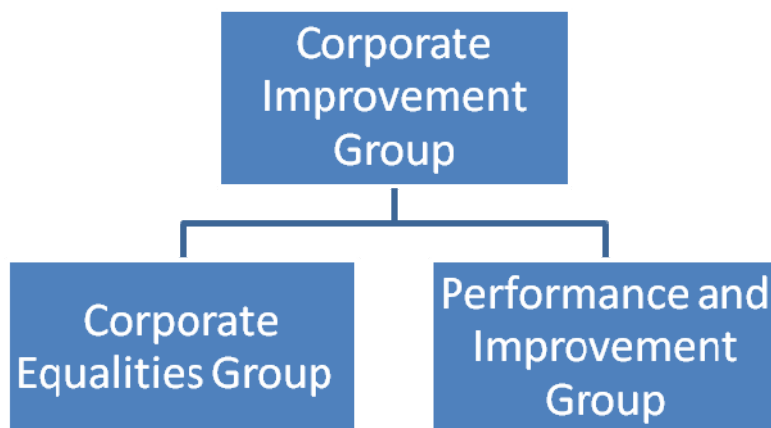 Corporate
Improvement
Group
Corporate
Equalities Group
Performance and
Improvement
Group